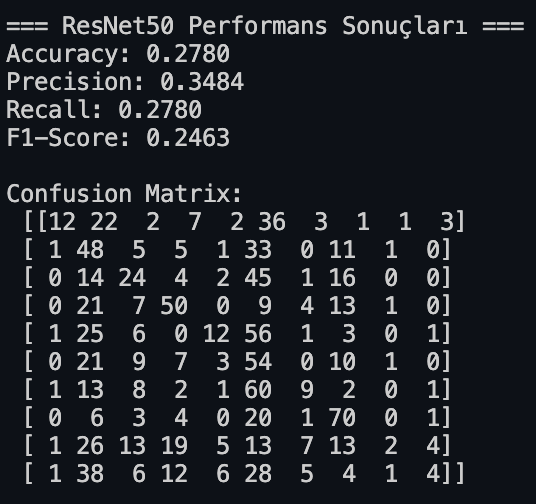 === ResNet50 Performans Sonuçları ===
Accuracy: 0.2780
Precision: 0.3484
Recall: 0.2780
F1-Score: 0.2463
Confusion Matrix:
[[12 22  2  7  2 36  3  1  1  3]
[ 1 48  5  5  1 33  0 11  1  0]
[ 0 14 24  4  2 45  1 16  0  0]
[ 0 21  7 50  0  9  4 13  1  0]
[ 1 25  6  0 12 56  1  3  0  1]
[ 0 21  9  7  3 54  0 10  1  0]
[ 1 13  8  2  1 60  9  2  0  1]
[ 0  6  3  4  0 20  1 70  0  1]
[ 1 26 13 19  5 13  7 13  2  4]
[ 1 38  6 12  6 28  5  4  1  4]]